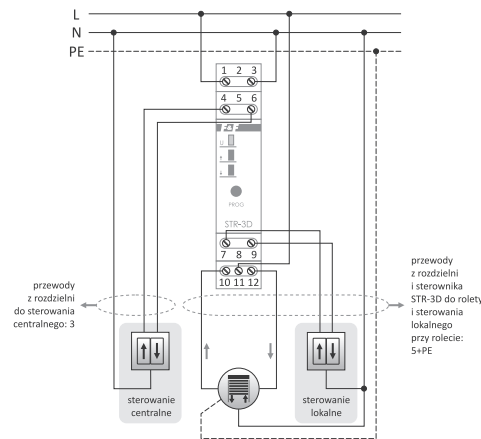 L
N
PE
1 2 3
4 5 6
F&F
U
PROG
STR-3D
7 8 9
10 11 12
przewody
z rozdzielni
do sterowania
centralnego: 3
przewody
z rozdzielni
i sterownika
STR-3D do rolety
i sterowania
lokalnego
przy rolecie:
5+PE
sterowanie
centralne
sterowanie
lokalne